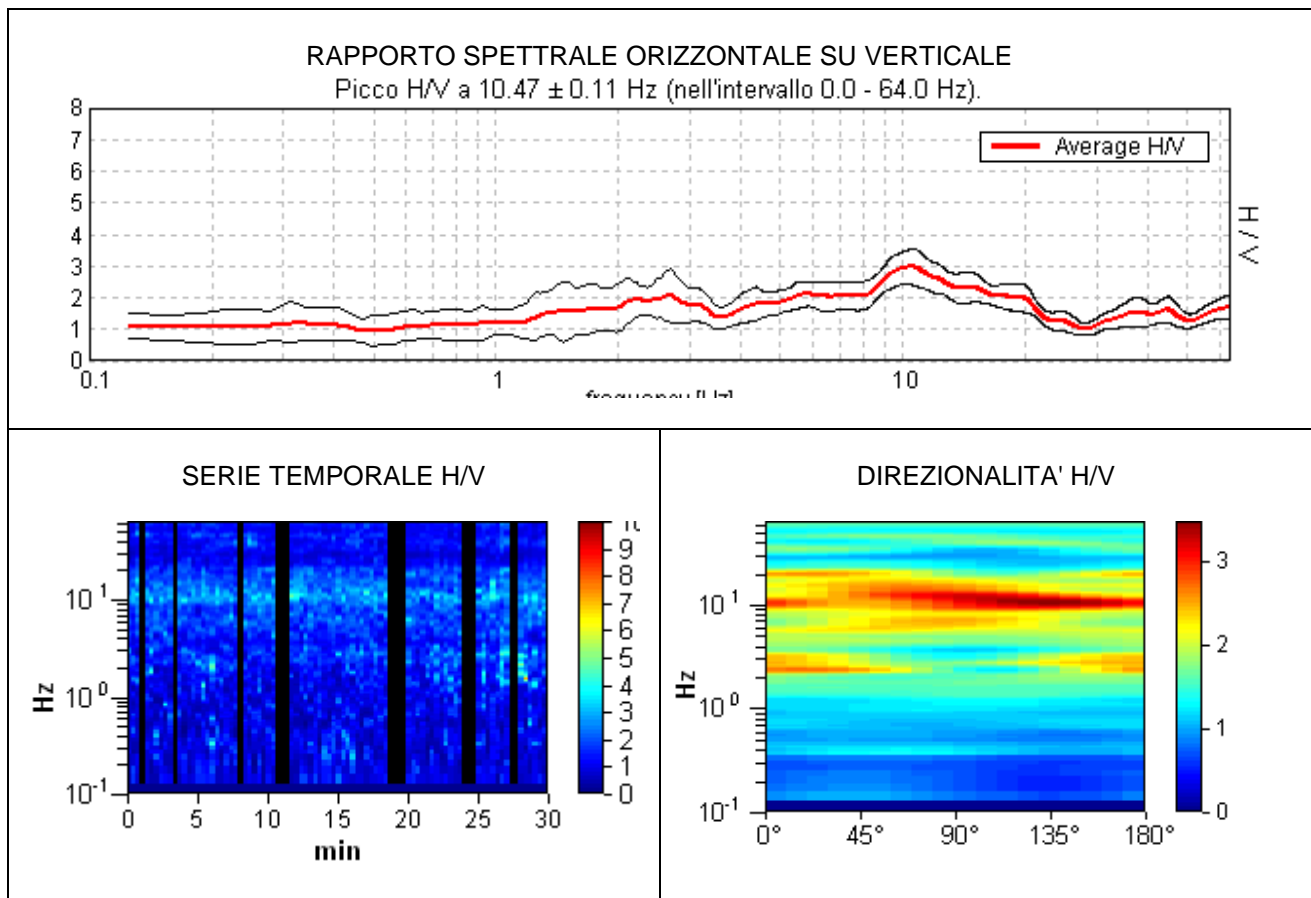 RAPPORTO SPETTRALE ORIZZONTALE SU VERTICALE
Picco H/V a 10.47 ± 0.11 Hz (nell'intervallo 0.0 - 64.0 Hz).
8
7
6
5
4
3
2
1
0
Average H/V
H / V
0.1 1 10
frequency [Hz]
SERIE TEMPORALE H/V
Hz
10¹
10⁰
10⁻¹
0 5 10 15 20 25 30
min
10
9
8
7
6
5
4
3
2
1
0
DIREZIONALITA' H/V
Hz
10¹
10⁰
10⁻¹
0° 45° 90° 135° 180°
3
2
1
0